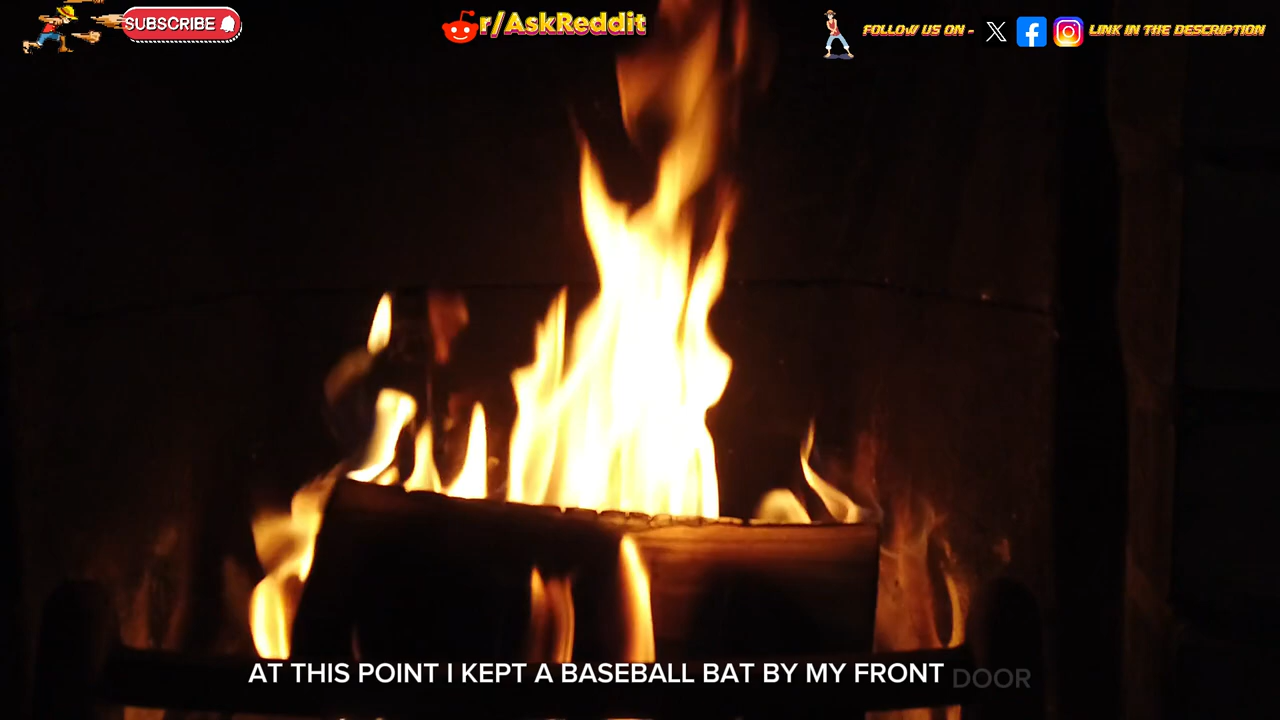 SUBSCRIBE
r/AskReddit
FOLLOW US ON -
LINK IN THE DESCRIPTION
AT THIS POINT I KEPT A BASEBALL BAT BY MY FRONT DOOR